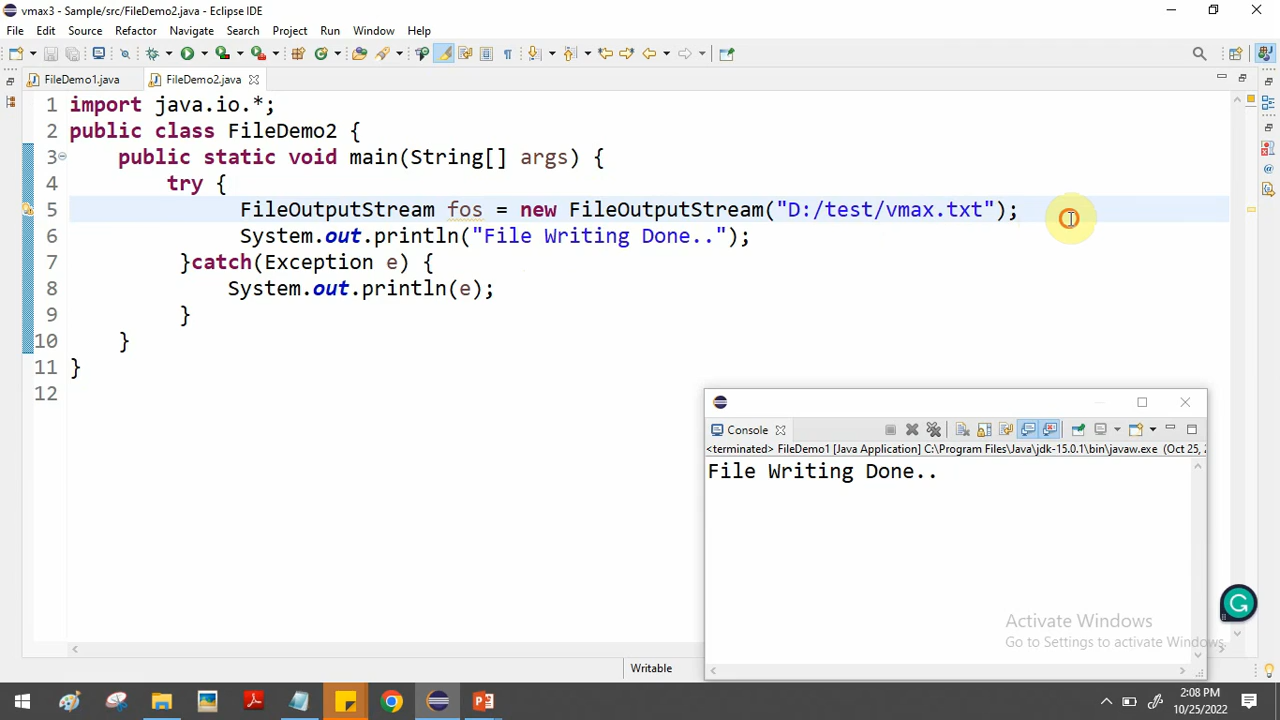 vmax3 - Sample/src/FileDemo2.java - Eclipse IDE
File Edit Source Refactor Navigate Search Project Run Window Help
FileDemo1.java FileDemo2.java
1 import java.io.*;
2 public class FileDemo2 {
3 public static void main(String[] args) {
4 try {
5 FileOutputStream fos = new FileOutputStream("D:/test/vmax.txt");
6 System.out.println("File Writing Done..");
7 }catch(Exception e) {
8 System.out.println(e);
9 }
10 }
11 }
12
Console
<terminated> FileDemo1 [Java Application] C:\Program Files\Java\jdk-15.0.1\bin\javaw.exe (Oct 25, 
File Writing Done..
Activate Windows
Go to Settings to activate Windows.
Writable
2:08 PM
10/25/2022